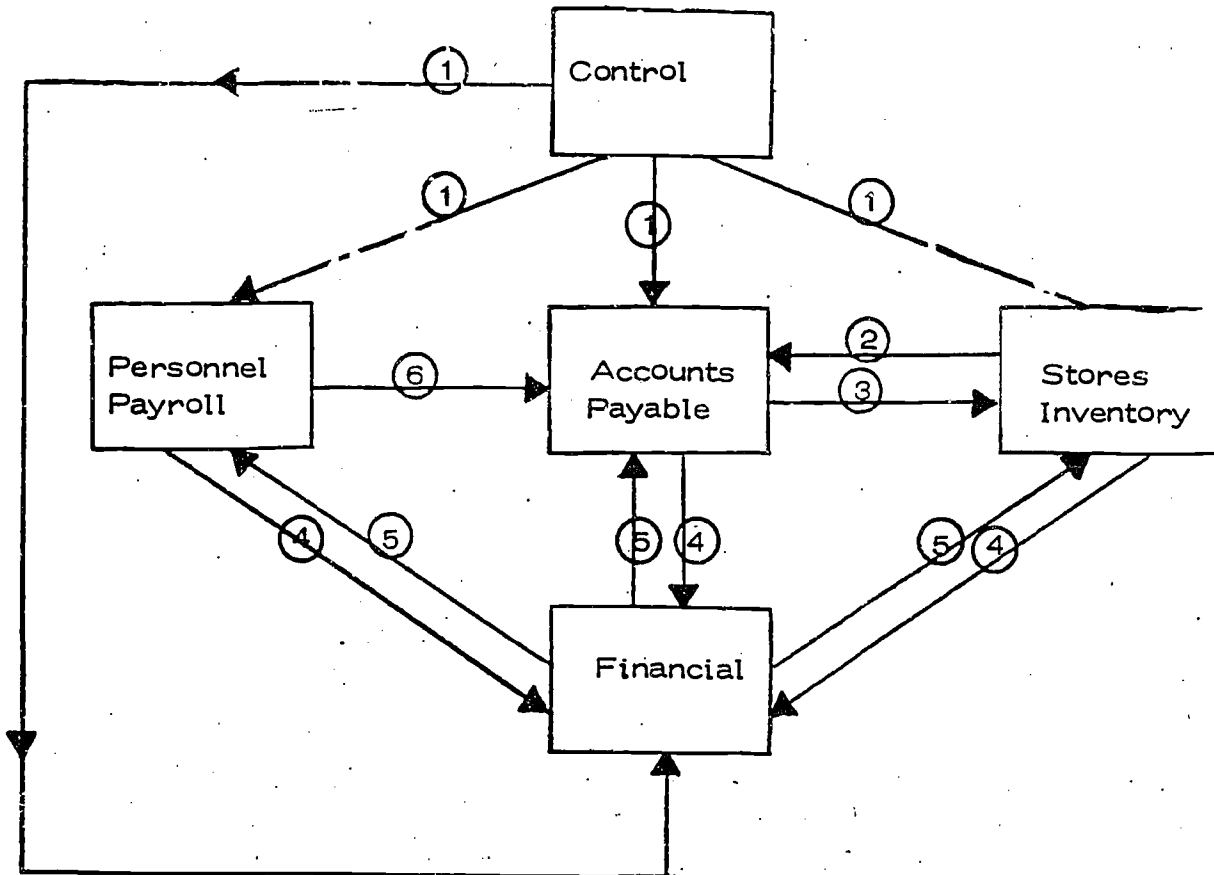 1
Control
1
1
1
Personnel
Payroll
6
Accounts
Payable
2
3
Stores
Inventory
4
5
5
4
5
4
Financial